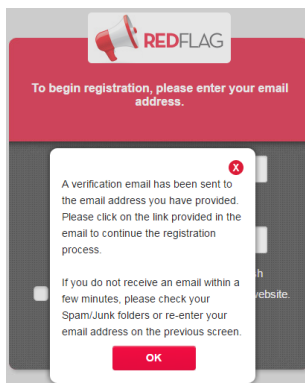 REDFLAG
To begin registration, please enter your email
address.
X
A verification email has been sent to
the email address you have provided.
Please click on the link provided in the
email to continue the registration
process.
If you do not receive an email within a
few minutes, please check your
Spam/Junk folders or re-enter your
email address on the previous screen.
OK
sh
website.